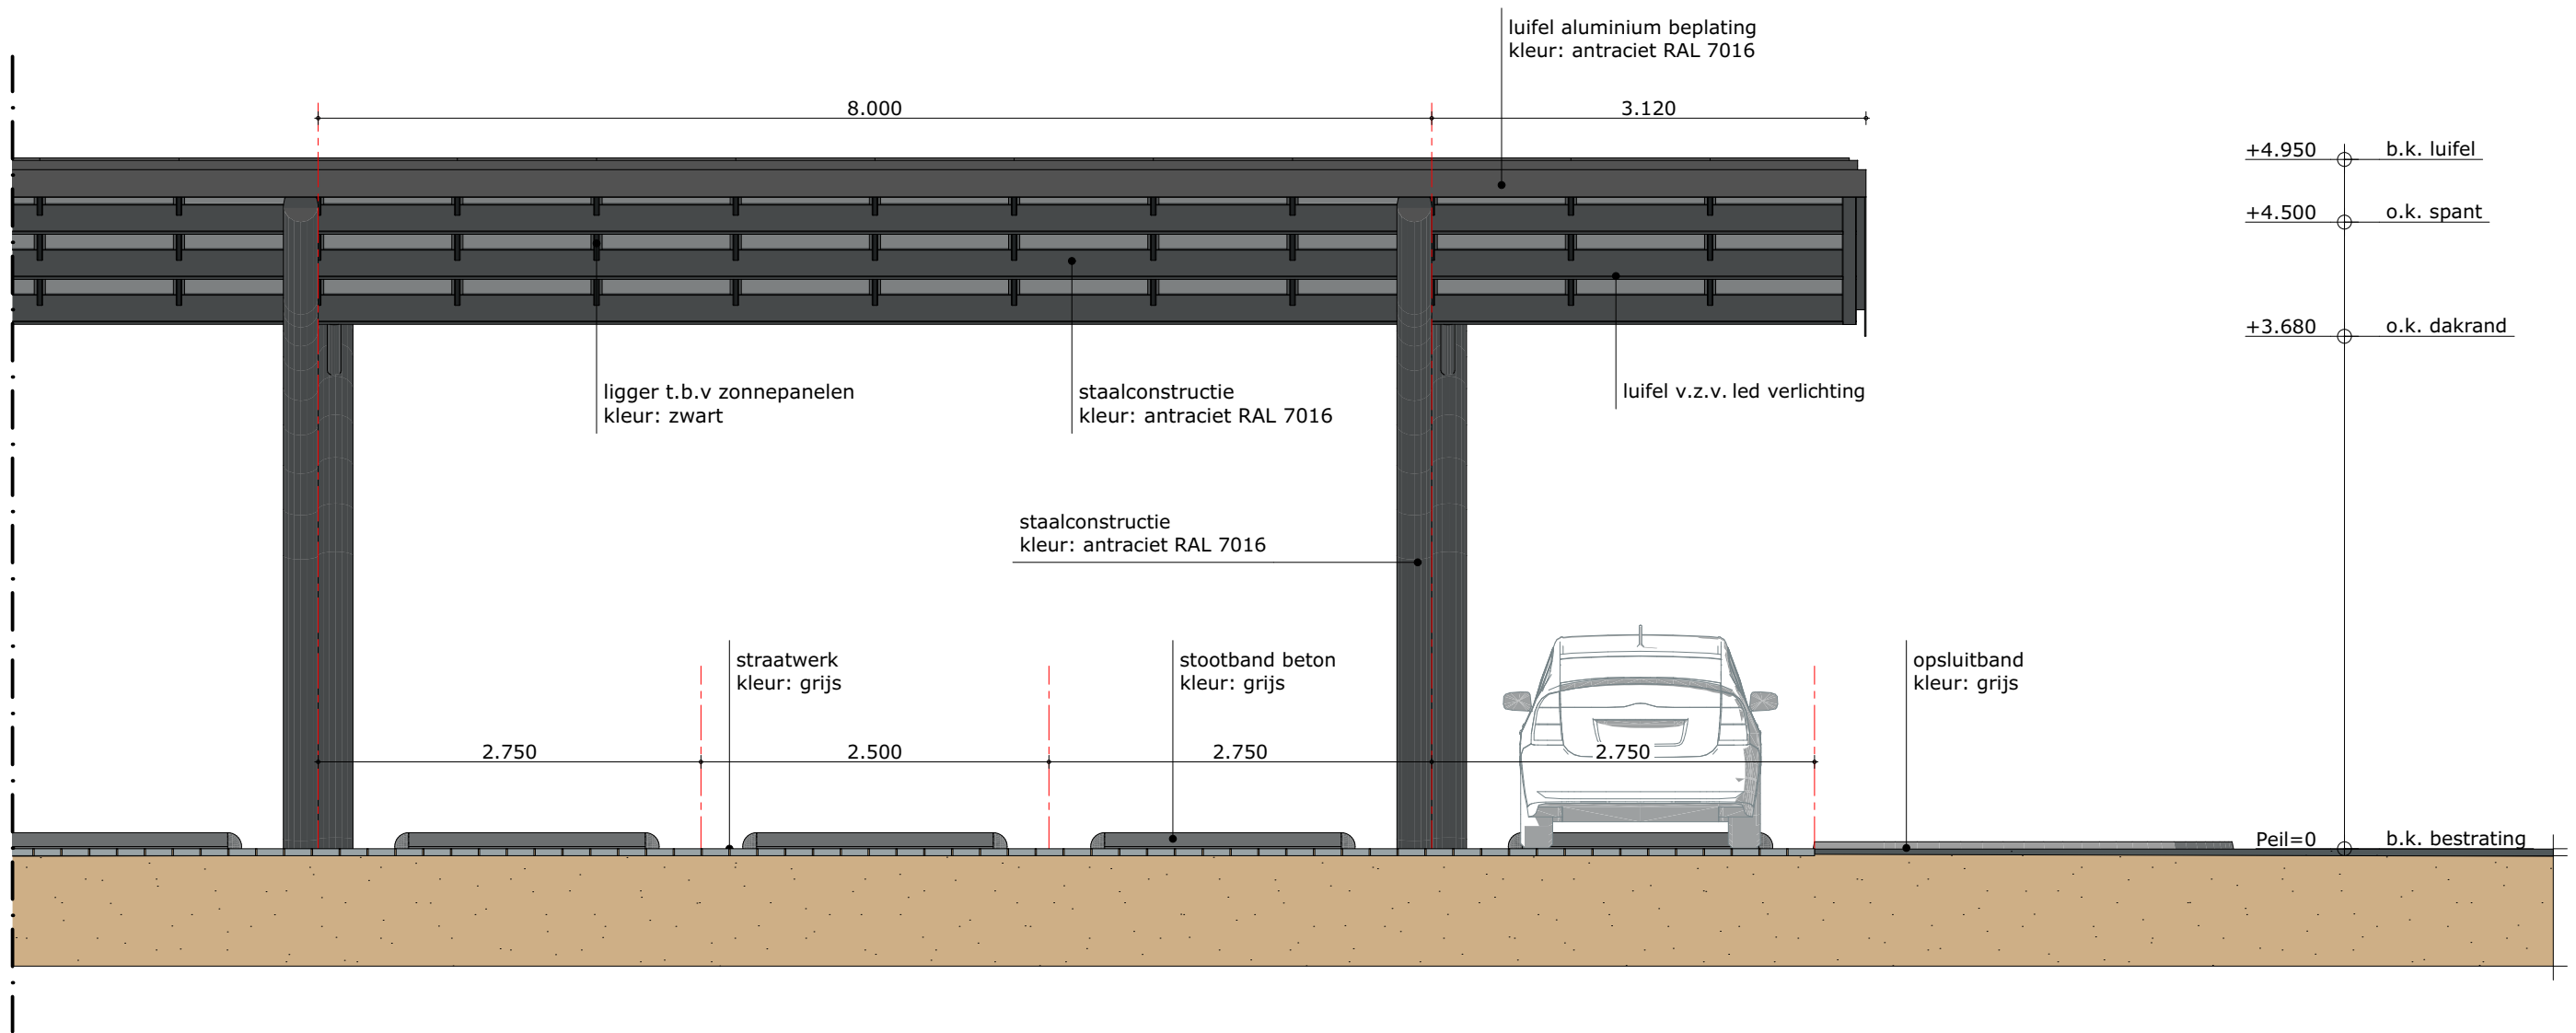 luifel aluminium beplating
kleur: antraciet RAL 7016
8.000
3.120
+4.950 b.k. luifel
+4.500 o.k. spant
+3.680 o.k. dakrand
ligger t.b.v zonnepanelen
kleur: zwart
staalconstructie
kleur: antraciet RAL 7016
luifel v.z.v. led verlichting
staalconstructie
kleur: antraciet RAL 7016
straatwerk
kleur: grijs
stootband beton
kleur: grijs
opsluitband
kleur: grijs
2.750
2.500
2.750
2.750
Peil=0 b.k. bestrating